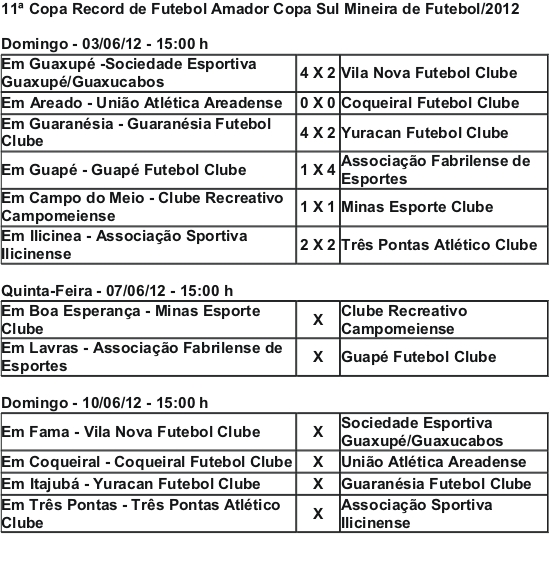 11ª Copa Record de Futebol Amador Copa Sul Mineira de Futebol/2012
Domingo - 03/06/12 - 15:00 h
Em Guaxupé -Sociedade Esportiva
Guaxupé/Guaxucabos
4 X 2
Vila Nova Futebol Clube
Em Areado - União Atlética Areadense
0 X 0
Coqueiral Futebol Clube
Em Guaranésia - Guaranésia Futebol
Clube
4 X 2
Yuracan Futebol Clube
Em Guapé - Guapé Futebol Clube
1 X 4
Associação Fabrilense de
Esportes
Em Campo do Meio - Clube Recreativo
Campomeiense
1 X 1
Minas Esporte Clube
Em Ilicinea - Associação Sportiva
Ilicinense
2 X 2
Três Pontas Atlético Clube
Quinta-Feira - 07/06/12 - 15:00 h
Em Boa Esperança - Minas Esporte
Clube
X
Clube Recreativo
Campomeiense
Em Lavras - Associação Fabrilense de
Esportes
X
Guapé Futebol Clube
Domingo - 10/06/12 - 15:00 h
Em Fama - Vila Nova Futebol Clube
X
Sociedade Esportiva
Guaxupé/Guaxucabos
Em Coqueiral - Coqueiral Futebol Clube
X
União Atlética Areadense
Em Itajubá - Yuracan Futebol Clube
X
Guaranésia Futebol Clube
Em Três Pontas - Três Pontas Atlético
Clube
X
Associação Sportiva
Ilicinense